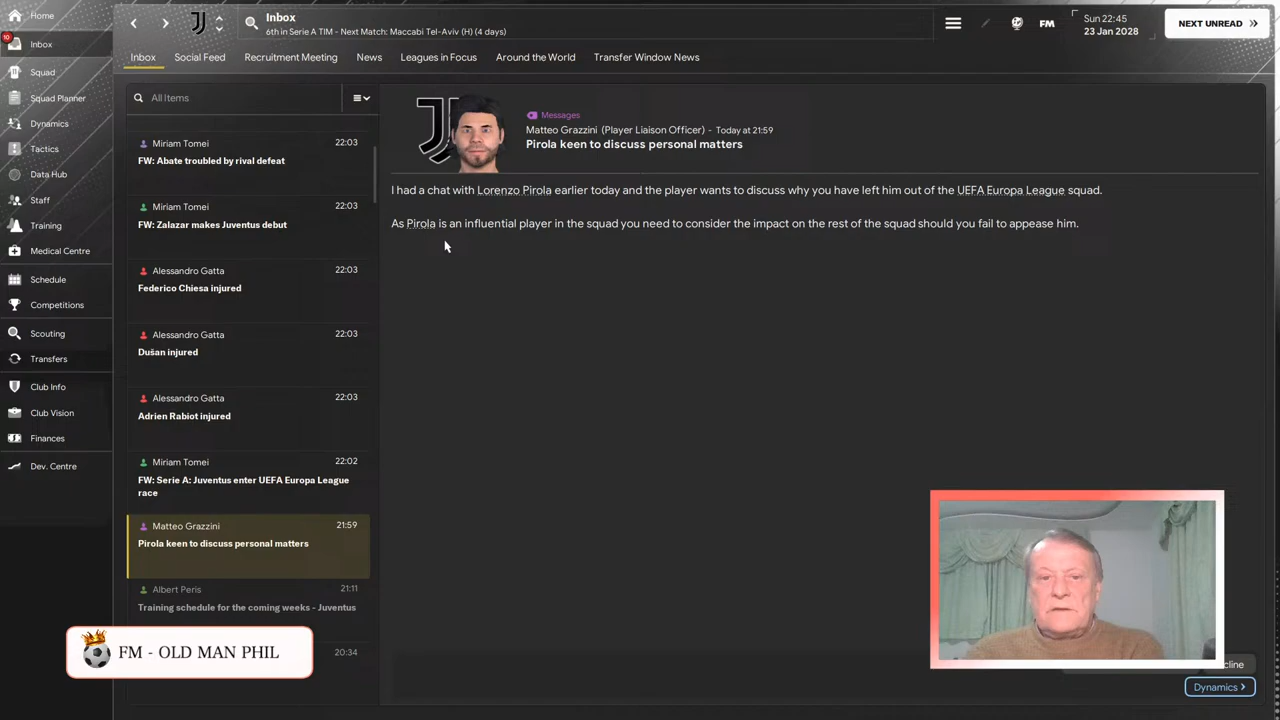 Home
Inbox
10
Squad
Squad Planner
Dynamics
Tactics
Data Hub
Staff
Training
Medical Centre
Schedule
Competitions
Scouting
Transfers
Club Info
Club Vision
Finances
Dev. Centre
Inbox
6th in Serie A TIM - Next Match: Maccabi Tel-Aviv (H) (4 days)
FM
Sun 22:45
23 Jan 2028
NEXT UNREAD
Inbox
Social Feed
Recruitment Meeting
News
Leagues in Focus
Around the World
Transfer Window News
All Items
Miriam Tomei 22:03
FW: Abate troubled by rival defeat
Miriam Tomei 22:03
FW: Zalazar makes Juventus debut
Alessandro Gatta 22:03
Federico Chiesa injured
Alessandro Gatta 22:03
Dušan injured
Alessandro Gatta 22:03
Adrien Rabiot injured
Miriam Tomei 22:02
FW: Serie A: Juventus enter UEFA Europa League
race
Matteo Grazzini 21:59
Pirola keen to discuss personal matters
Albert Peris 21:11
Training schedule for the coming weeks - Juventus
20:34
Messages
Matteo Grazzini (Player Liaison Officer) - Today at 21:59
Pirola keen to discuss personal matters
I had a chat with Lorenzo Pirola earlier today and the player wants to discuss why you have left him out of the UEFA Europa League squad.
As Pirola is an influential player in the squad you need to consider the impact on the rest of the squad should you fail to appease him.
FM - OLD MAN PHIL
cline
Dynamics >